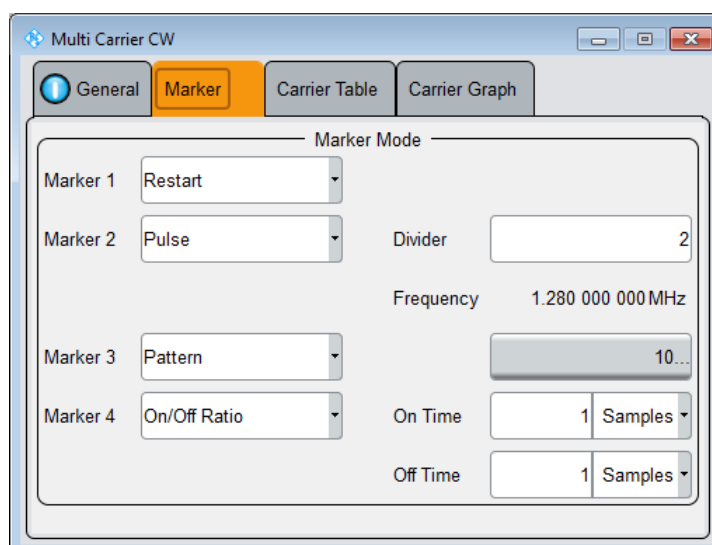 Multi Carrier CW
General Marker Carrier Table Carrier Graph
Marker Mode
Marker 1 Restart
Marker 2 Pulse Divider 2
Frequency 1.280 000 000 MHz
Marker 3 Pattern 10...
Marker 4 On/Off Ratio On Time 1 Samples
Off Time 1 Samples